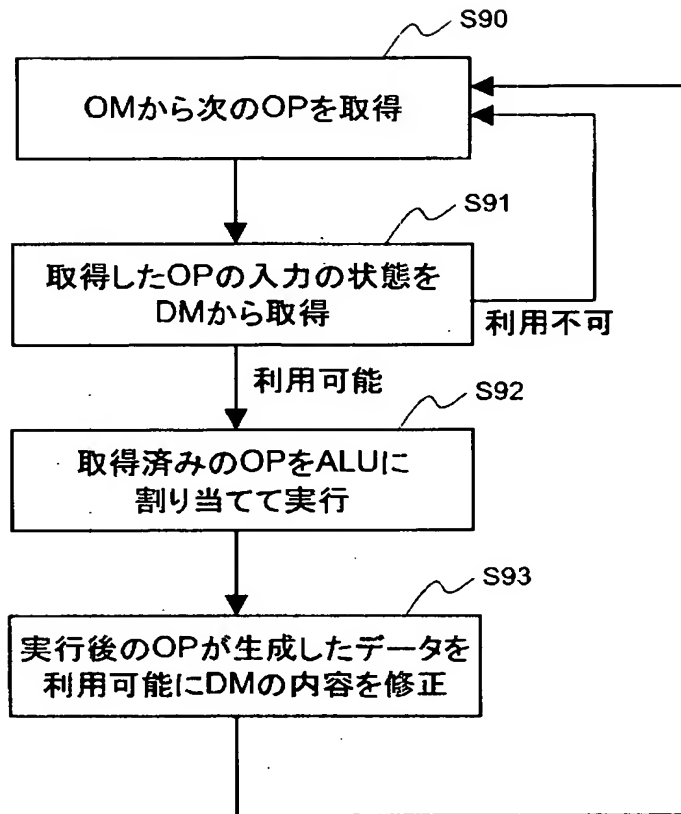 S90
OMから次のOPを取得
S91
取得したOPの入力の状態を
DMから取得
利用不可
利用可能
S92
取得済みのOPをALUに
割り当てて実行
S93
実行後のOPが生成したデータを
利用可能にDMの内容を修正